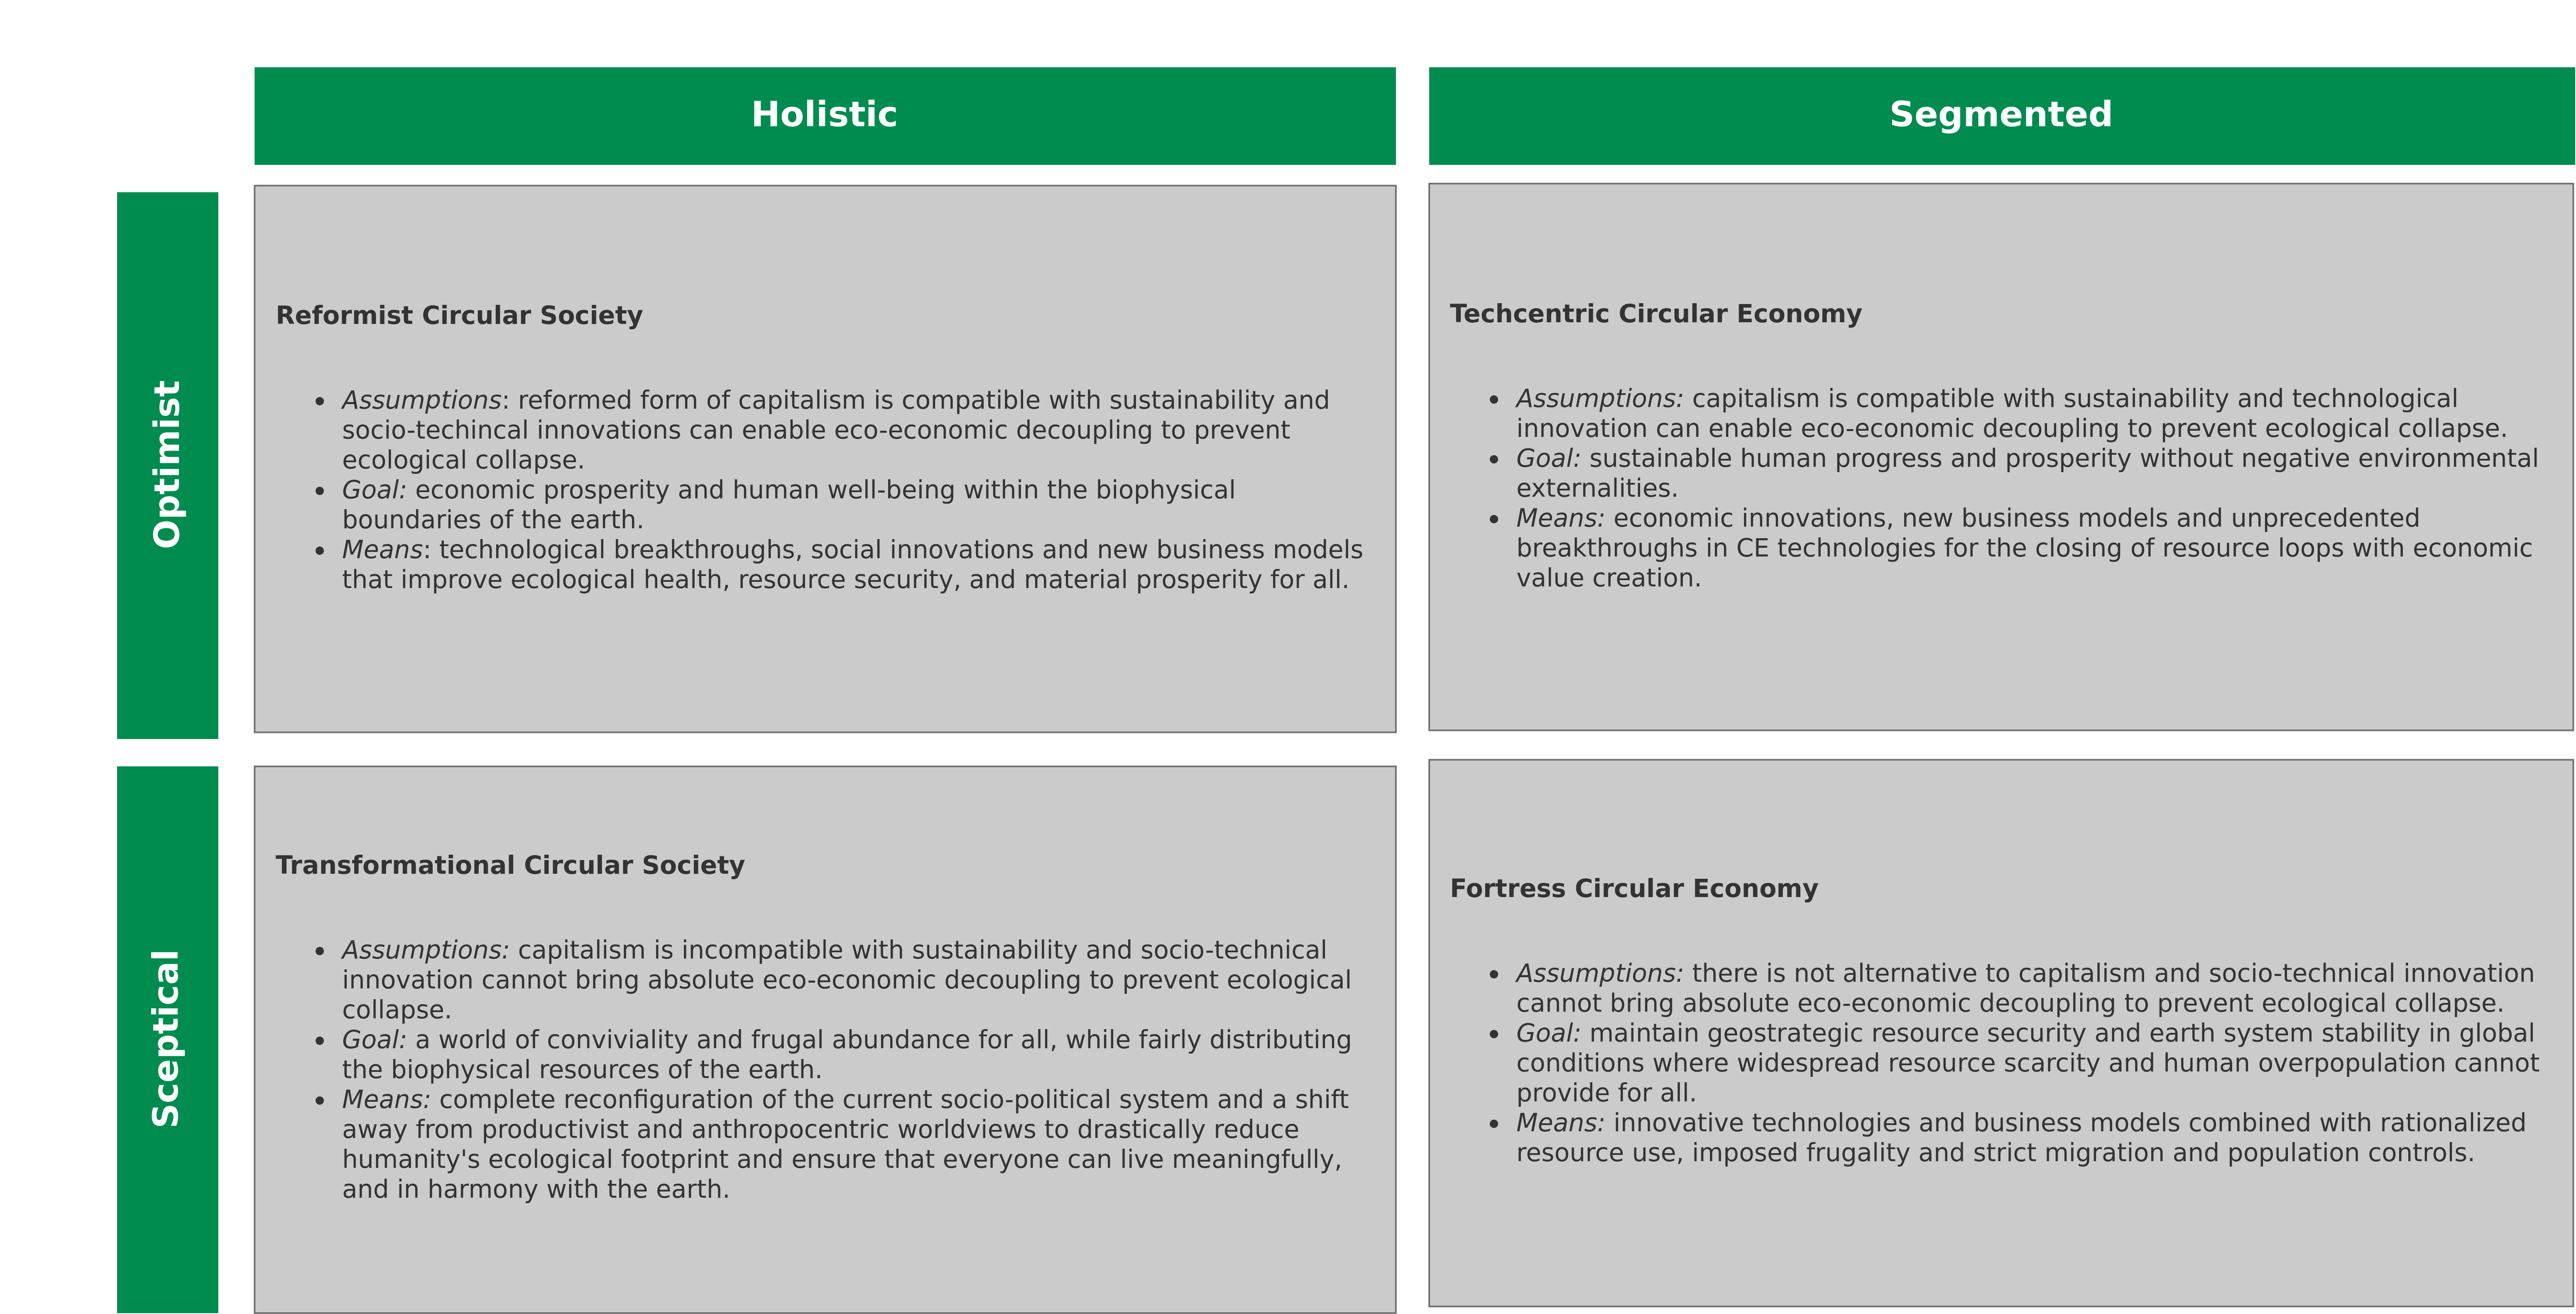 Holistic
Segmented
Optimist
Reformist Circular Society
• Assumptions: reformed form of capitalism is compatible with sustainability and
socio-techincal innovations can enable eco-economic decoupling to prevent
ecological collapse.
• Goal: economic prosperity and human well-being within the biophysical
boundaries of the earth.
• Means: technological breakthroughs, social innovations and new business models
that improve ecological health, resource security, and material prosperity for all.
Techcentric Circular Economy
• Assumptions: capitalism is compatible with sustainability and technological
innovation can enable eco-economic decoupling to prevent ecological collapse.
• Goal: sustainable human progress and prosperity without negative environmental
externalities.
• Means: economic innovations, new business models and unprecedented
breakthroughs in CE technologies for the closing of resource loops with economic
value creation.
Sceptical
Transformational Circular Society
• Assumptions: capitalism is incompatible with sustainability and socio-technical
innovation cannot bring absolute eco-economic decoupling to prevent ecological
collapse.
• Goal: a world of conviviality and frugal abundance for all, while fairly distributing
the biophysical resources of the earth.
• Means: complete reconfiguration of the current socio-political system and a shift
away from productivist and anthropocentric worldviews to drastically reduce
humanity's ecological footprint and ensure that everyone can live meaningfully,
and in harmony with the earth.
Fortress Circular Economy
• Assumptions: there is not alternative to capitalism and socio-technical innovation
cannot bring absolute eco-economic decoupling to prevent ecological collapse.
• Goal: maintain geostrategic resource security and earth system stability in global
conditions where widespread resource scarcity and human overpopulation cannot
provide for all.
• Means: innovative technologies and business models combined with rationalized
resource use, imposed frugality and strict migration and population controls.